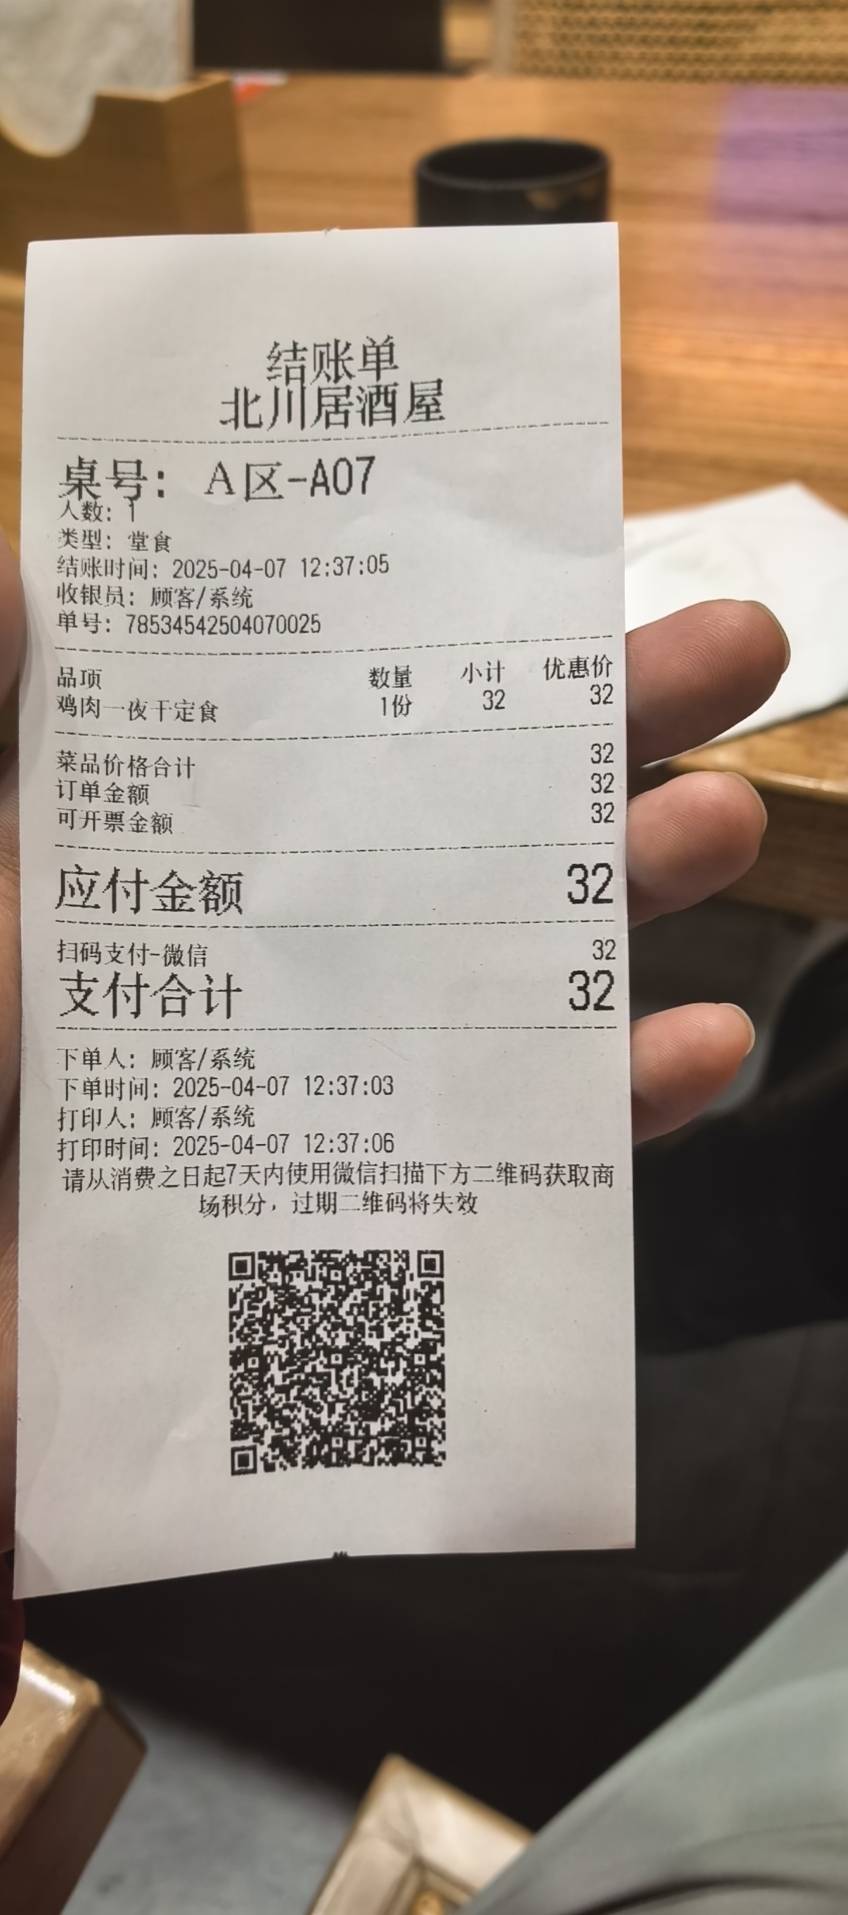 结账单
北川居酒屋
桌号: A区-A07
人数: 1
类型: 堂食
结账时间: 2025-04-07 12:37:05
收银员: 顾客/系统
单号: 78534542504070025
品项 数量 小计 优惠价
鸡肉一夜干定食 1份 32 32
菜品价格合计 32
订单金额 32
可开票金额 32
应付金额 32
扫码支付-微信 32
支付合计 32
下单人: 顾客/系统
下单时间: 2025-04-07 12:37:03
打印人: 顾客/系统
打印时间: 2025-04-07 12:37:06
请从消费之日起7天内使用微信扫描下方二维码获取商
场积分，过期二维码将失效